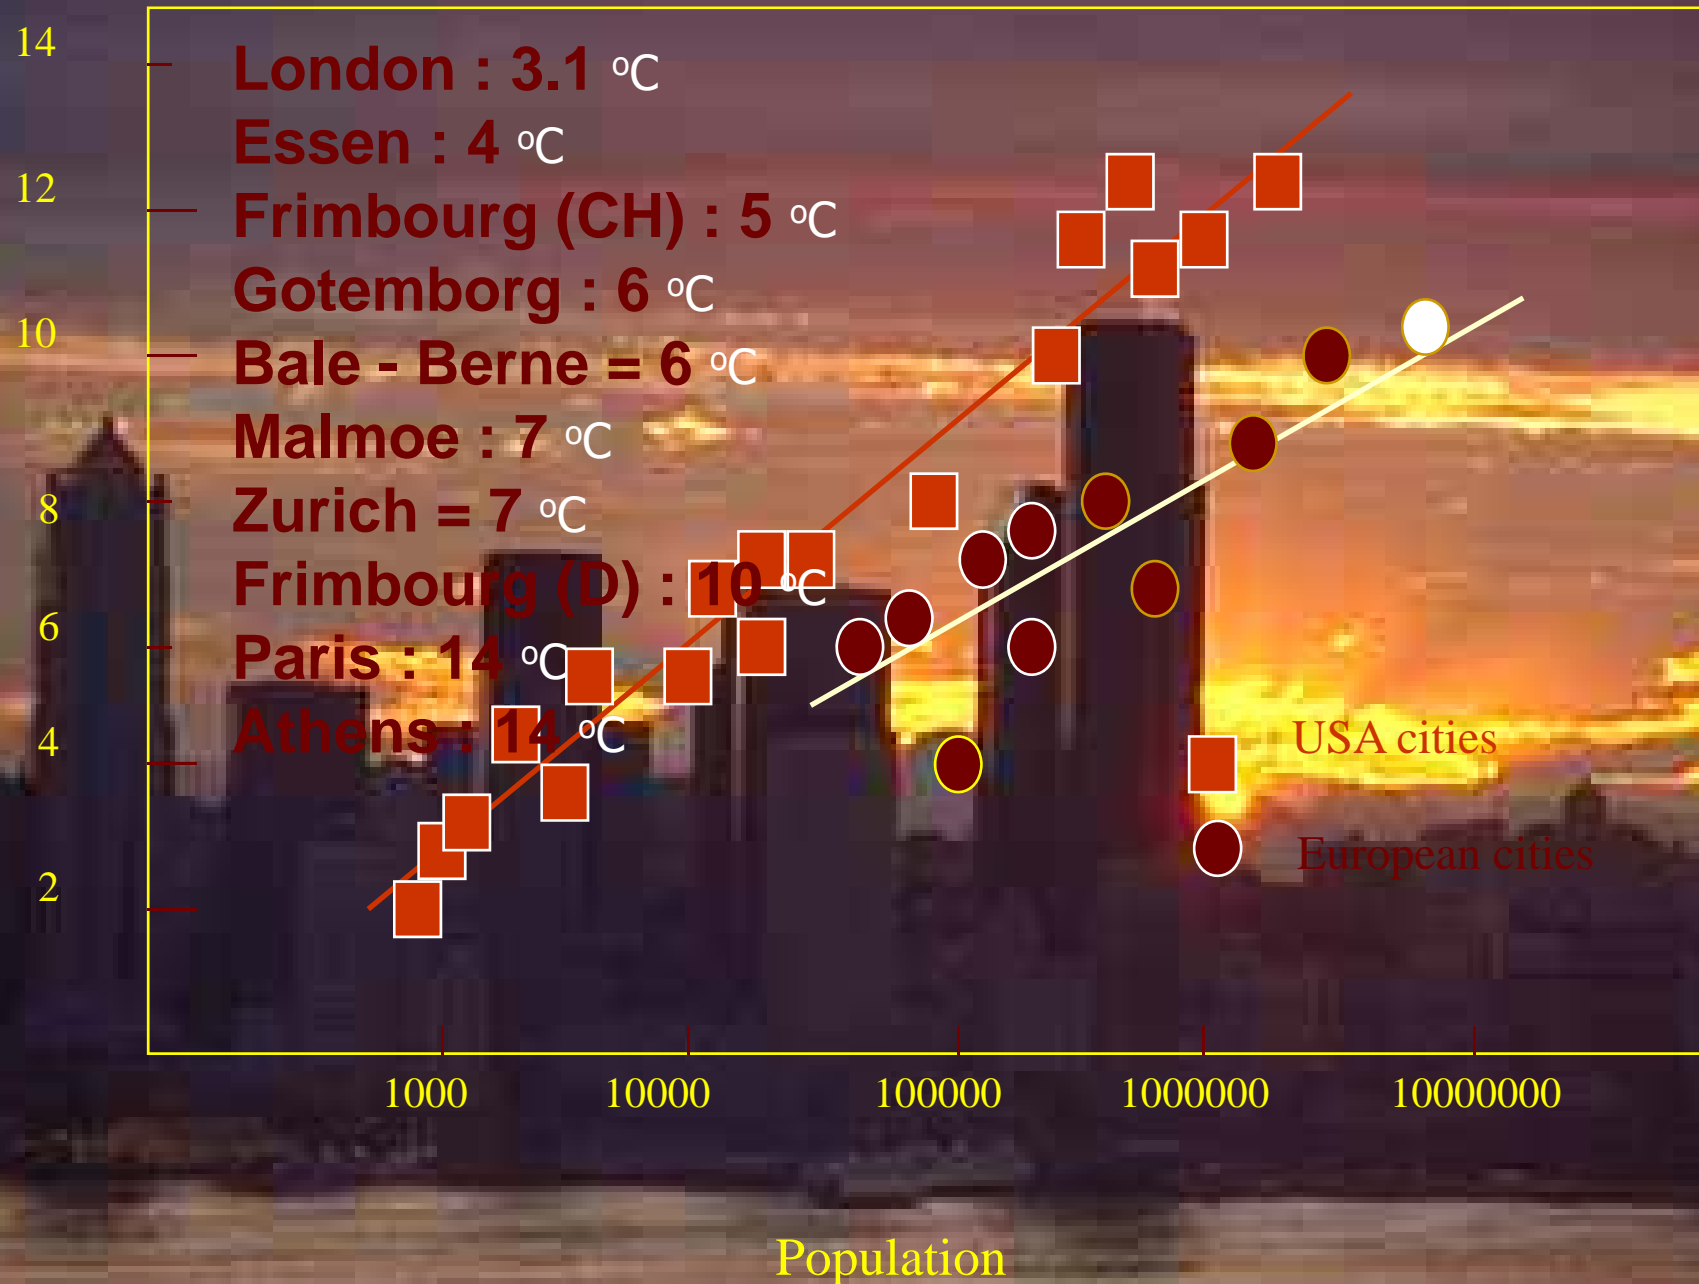 14
12
10
8
6
4
2
London : 3.1 ºC
Essen : 4 ºC
Frimbourg (CH) : 5 ºC
Gotemborg : 6 ºC
Bale - Berne = 6 ºC
Malmoe : 7 ºC
Zurich = 7 ºC
Frimbourg (D) : 10 ºC
Paris : 14 ºC
Athens : 14 ºC
USA cities
European cities
1000 10000 100000 1000000 10000000
Population